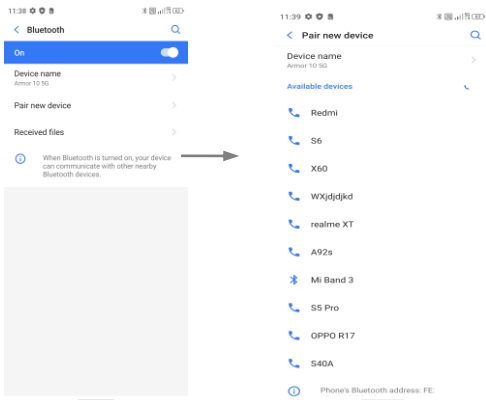 11:38
Bluetooth
On
Device name
Armor 10 5G
Pair new device
Received files
When Bluetooth is turned on, your device
can communicate with other nearby
Bluetooth devices.
11:39
Pair new device
Device name
Armor 10 5G
Available devices
Redmi
S6
X60
WXjdjdjkd
realme XT
A92s
Mi Band 3
S5 Pro
OPPO R17
S40A
Phone's Bluetooth address: FE: